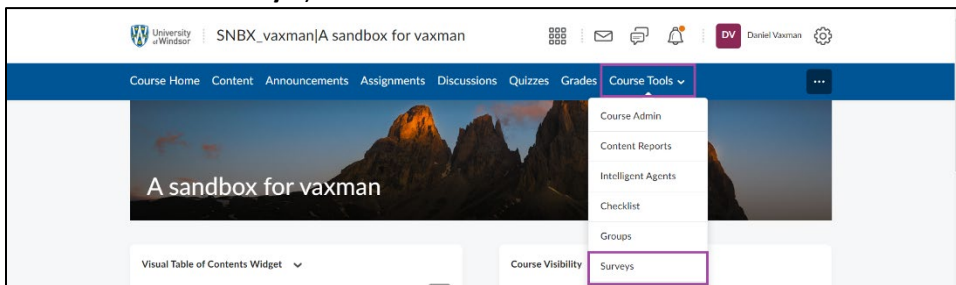 University
of Windsor
SNBX_vaxman|A sandbox for vaxman
DV
Daniel Vaxman
Course Home Content Announcements Assignments Discussions Quizzes Grades Course Tools
...
Course Admin
Content Reports
Intelligent Agents
Checklist
Groups
Surveys
A sandbox for vaxman
Visual Table of Contents Widget
Course Visibility